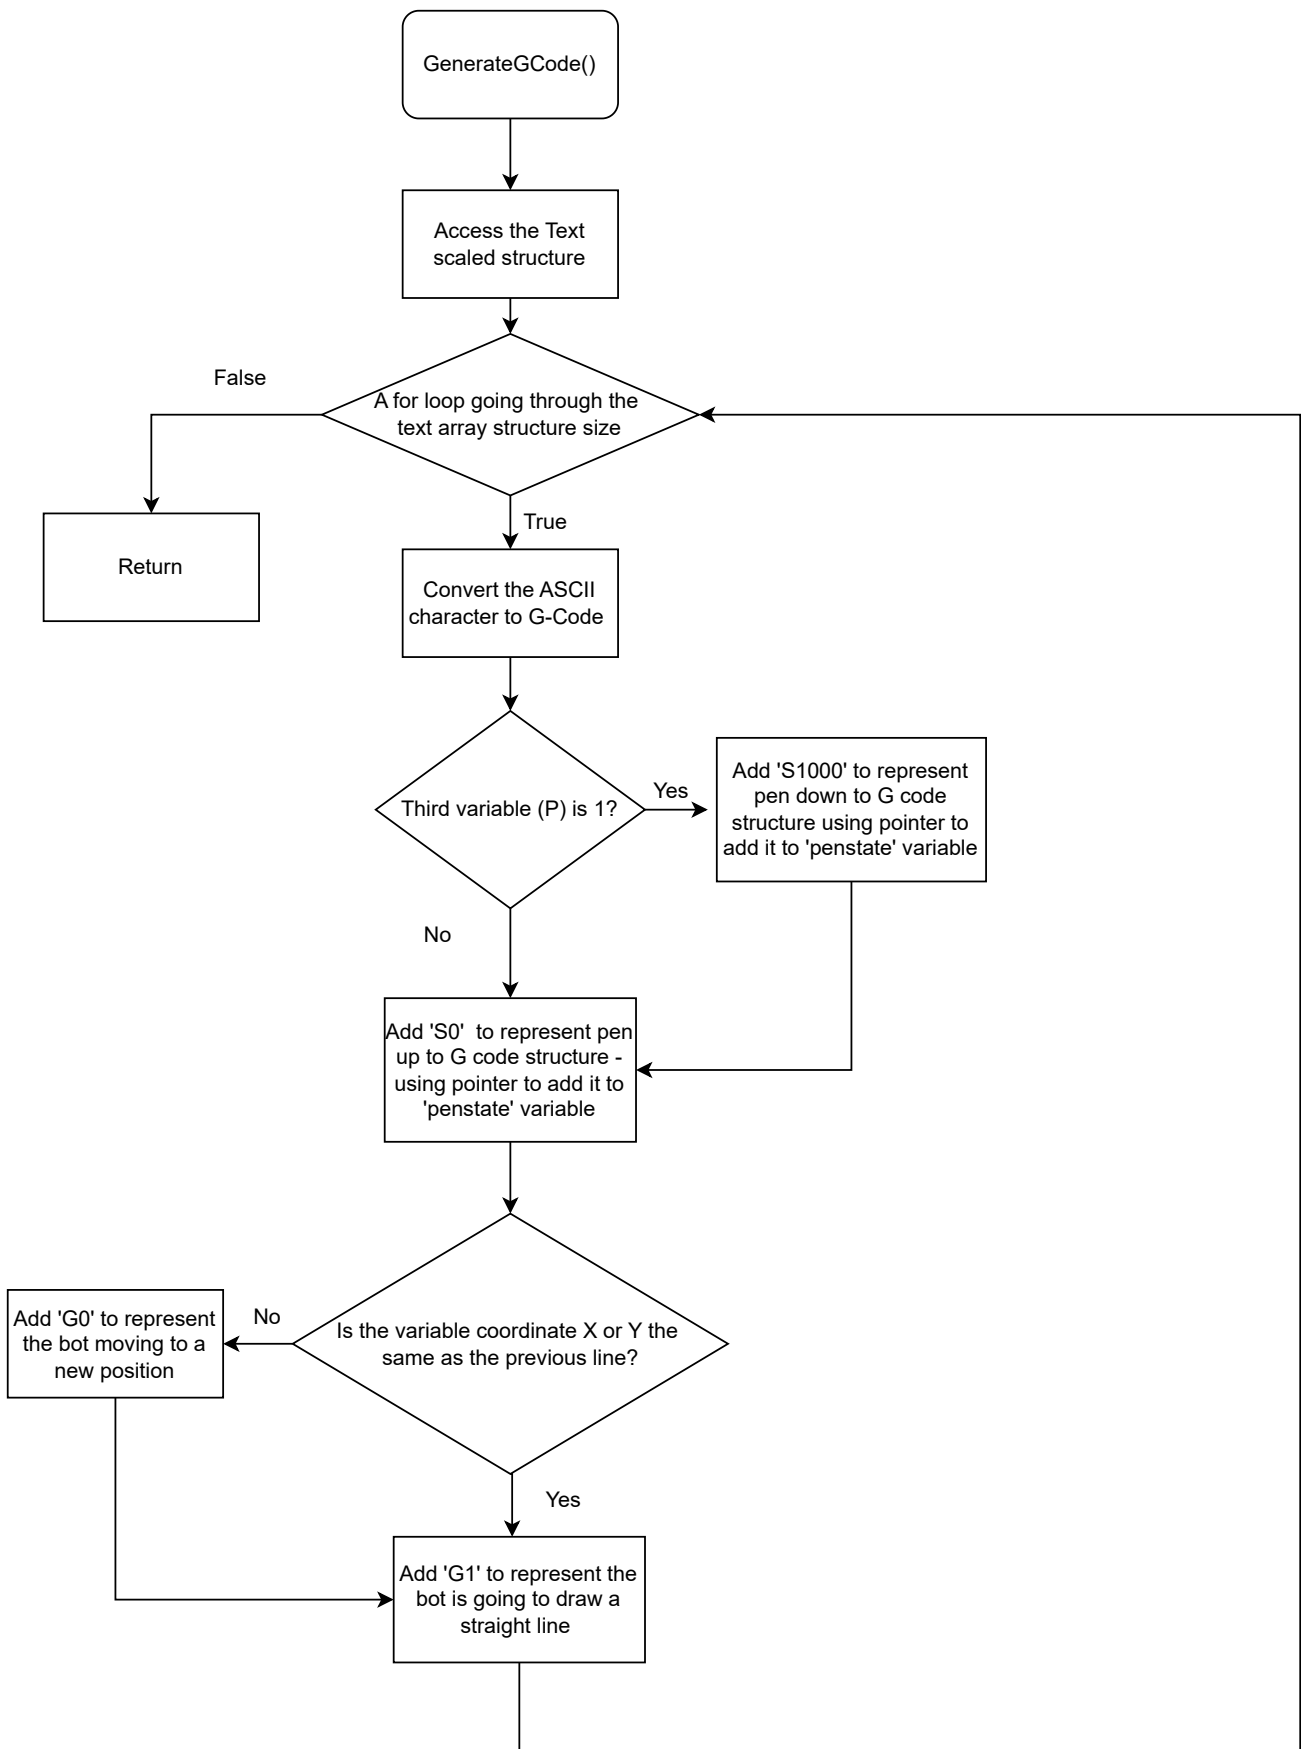 GenerateGCode()
Access the Text
scaled structure
False
A for loop going through the
text array structure size
True
Return
Convert the ASCII
character to G-Code
Third variable (P) is 1?
Yes
Add 'S1000' to represent
pen down to G code
structure using pointer to
add it to 'penstate' variable
No
Add 'S0'  to represent pen
up to G code structure -
using pointer to add it to
'penstate' variable
Is the variable coordinate X or Y the
same as the previous line?
No
Add 'G0' to represent
the bot moving to a
new position
Yes
Add 'G1' to represent the
bot is going to draw a
straight line